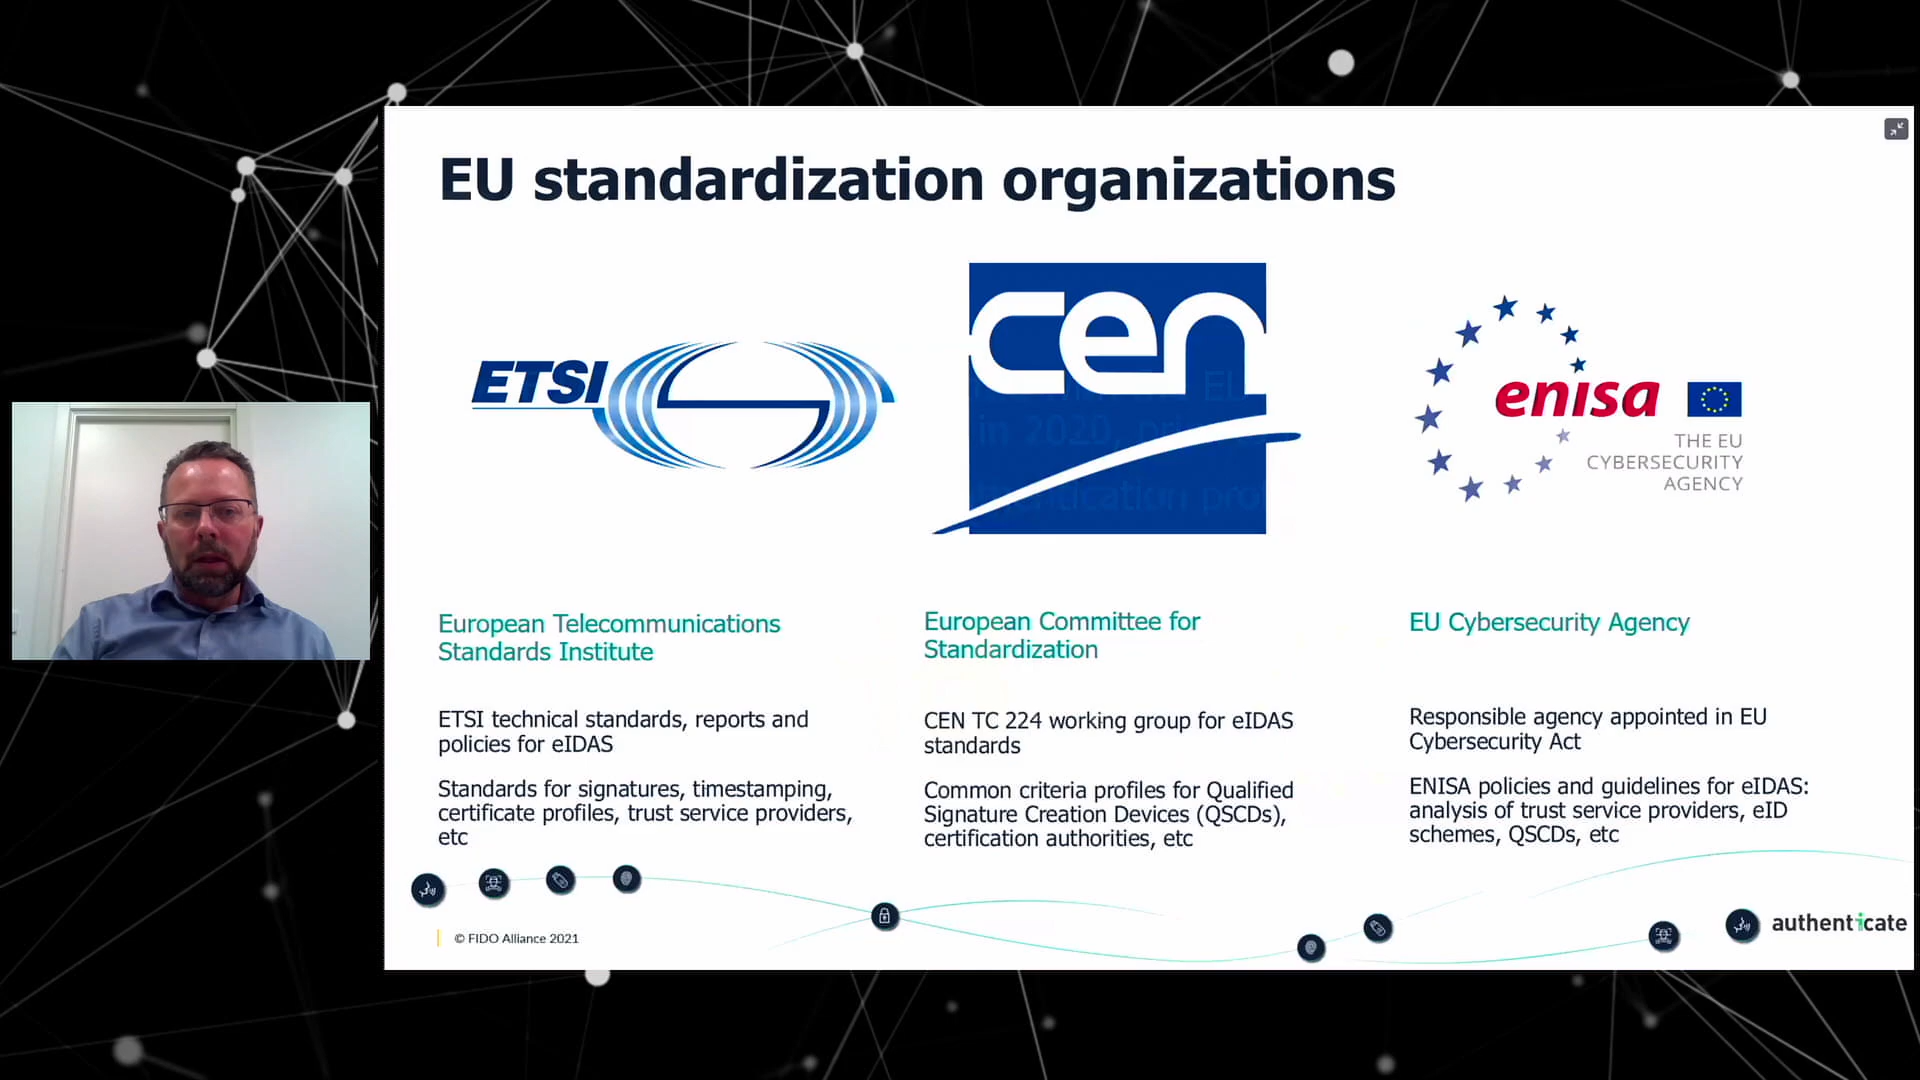 EU standardization organizations
ETSI
cen
enisa
THE EU
CYBERSECURITY
AGENCY
European Telecommunications
Standards Institute
ETSI technical standards, reports and
policies for eIDAS
Standards for signatures, timestamping,
certificate profiles, trust service providers,
etc
European Committee for
Standardization
CEN TC 224 working group for eIDAS
standards
Common criteria profiles for Qualified
Signature Creation Devices (QSCDs),
certification authorities, etc
EU Cybersecurity Agency
Responsible agency appointed in EU
Cybersecurity Act
ENISA policies and guidelines for eIDAS:
analysis of trust service providers, eID
schemes, QSCDs, etc
© FIDO Alliance 2021
authenticate